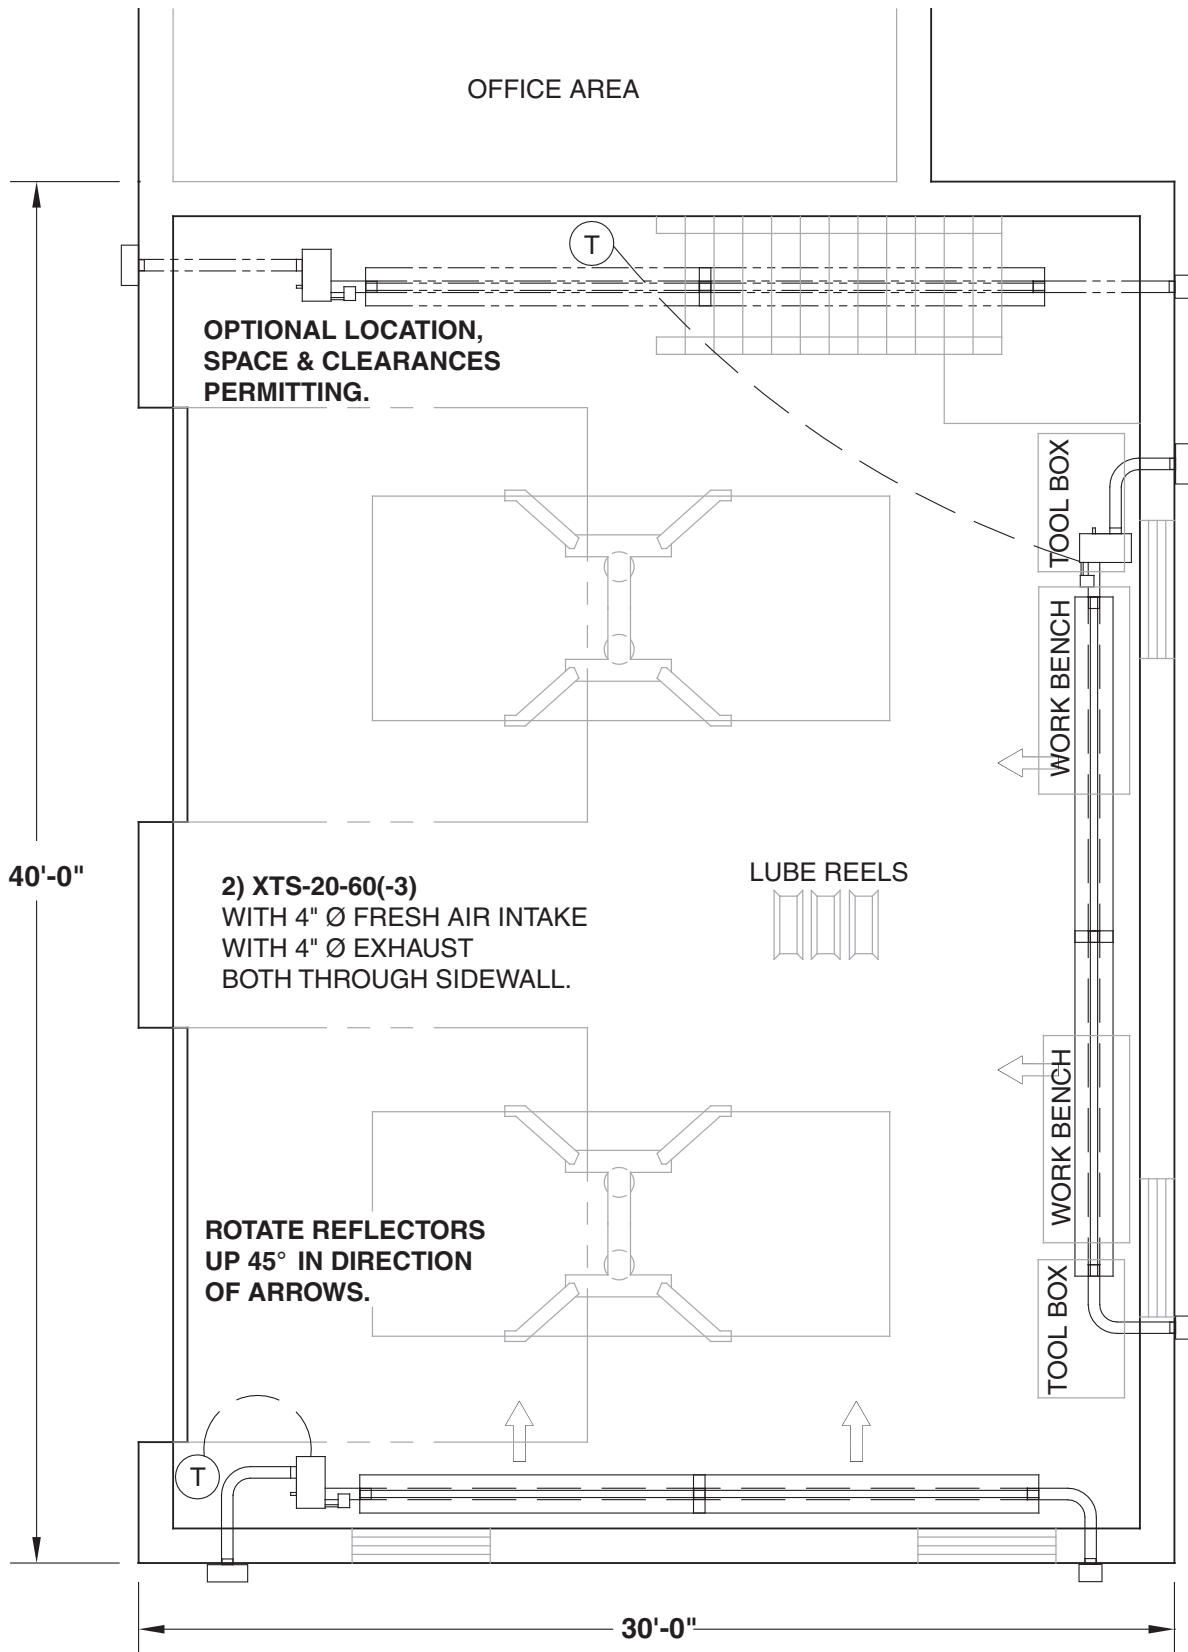 OFFICE AREA
T
OPTIONAL LOCATION,
SPACE & CLEARANCES
PERMITTING.
TOOL BOX
WORK BENCH
40'-0"
2) XTS-20-60(-3)
WITH 4" Ø FRESH AIR INTAKE
WITH 4" Ø EXHAUST
BOTH THROUGH SIDEWALL.
LUBE REELS
WORK BENCH
ROTATE REFLECTORS
UP 45° IN DIRECTION
OF ARROWS.
TOOL BOX
T
30'-0"